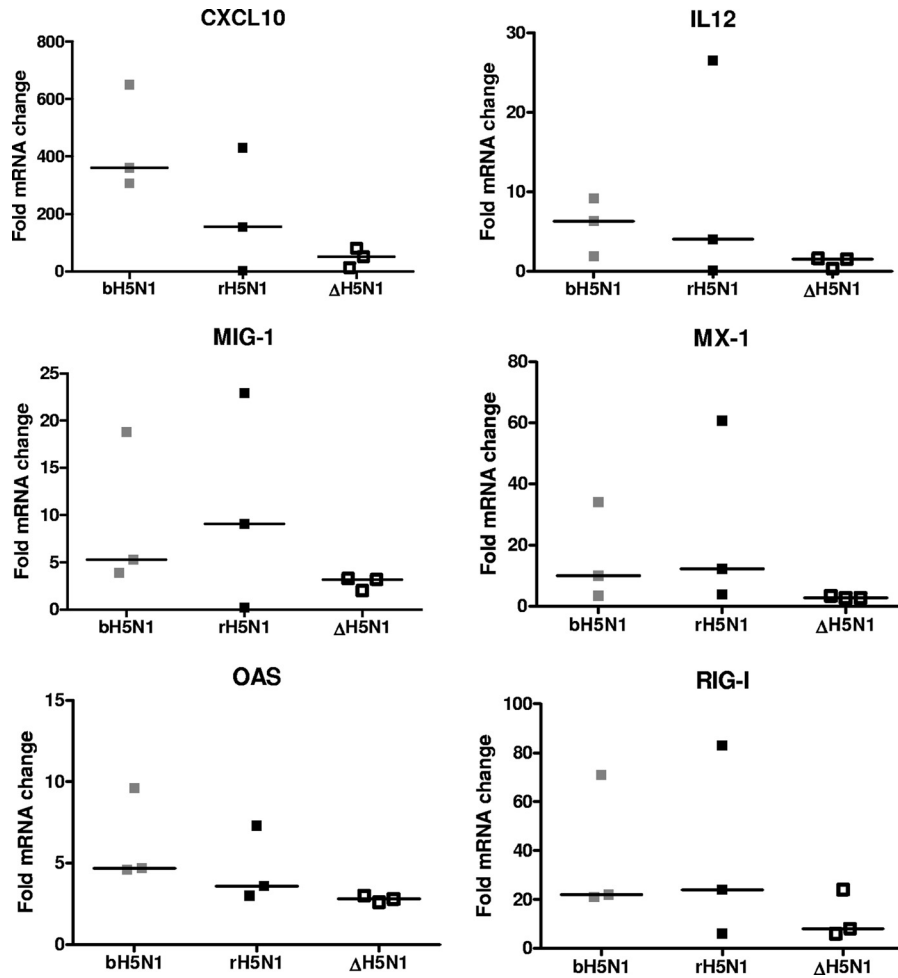 CXCL10
Fold mRNA change
800
600
400
200
0
bH5N1 rH5N1 ΔH5N1
IL12
Fold mRNA change
30
20
10
0
bH5N1 rH5N1 ΔH5N1
MIG-1
Fold mRNA change
25
20
15
10
5
0
bH5N1 rH5N1 ΔH5N1
MX-1
Fold mRNA change
80
60
40
20
0
bH5N1 rH5N1 ΔH5N1
OAS
Fold mRNA change
15
10
5
0
bH5N1 rH5N1 ΔH5N1
RIG-I
Fold mRNA change
100
80
60
40
20
0
bH5N1 rH5N1 ΔH5N1